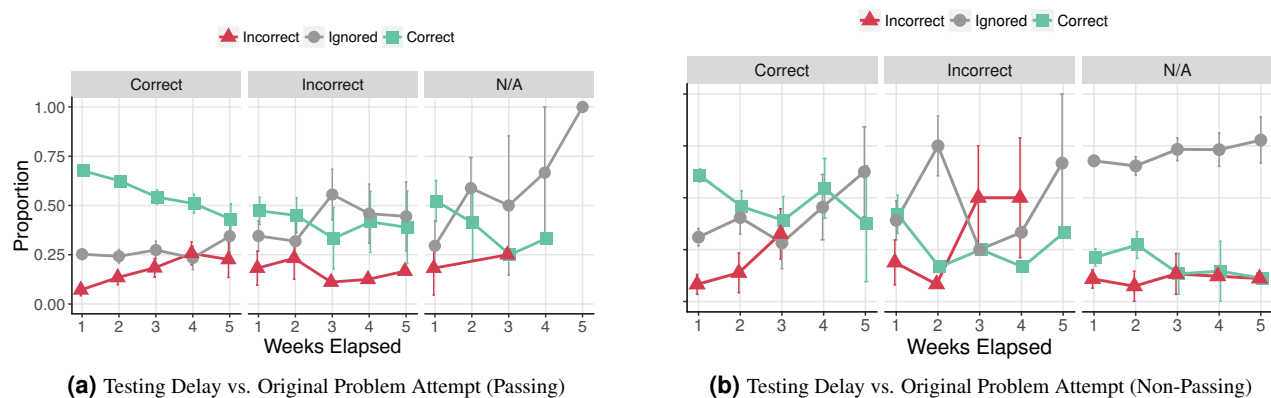 Incorrect Ignored Correct
Correct Incorrect N/A
1.00
0.75
0.50
0.25
0.00
Proportion
1 2 3 4 5 1 2 3 4 5 1 2 3 4 5
Weeks Elapsed
(a) Testing Delay vs. Original Problem Attempt (Passing)
Incorrect Ignored Correct
Correct Incorrect N/A
1 2 3 4 5 1 2 3 4 5 1 2 3 4 5
Weeks Elapsed
(b) Testing Delay vs. Original Problem Attempt (Non-Passing)